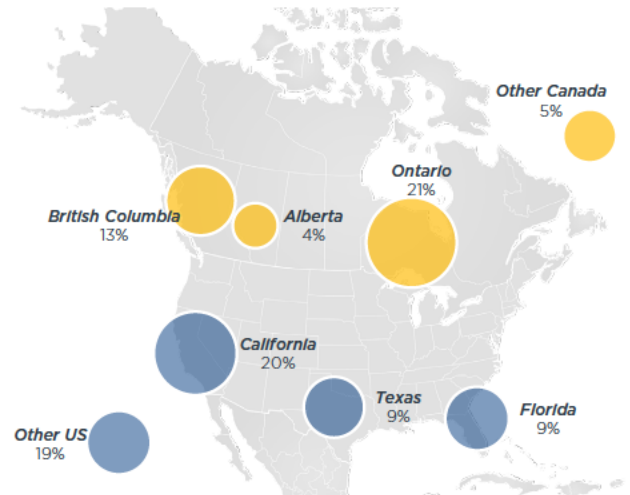 Other Canada
5%
Ontario
21%
British Columbia
13%
Alberta
4%
California
20%
Texas
9%
Florida
9%
Other US
19%